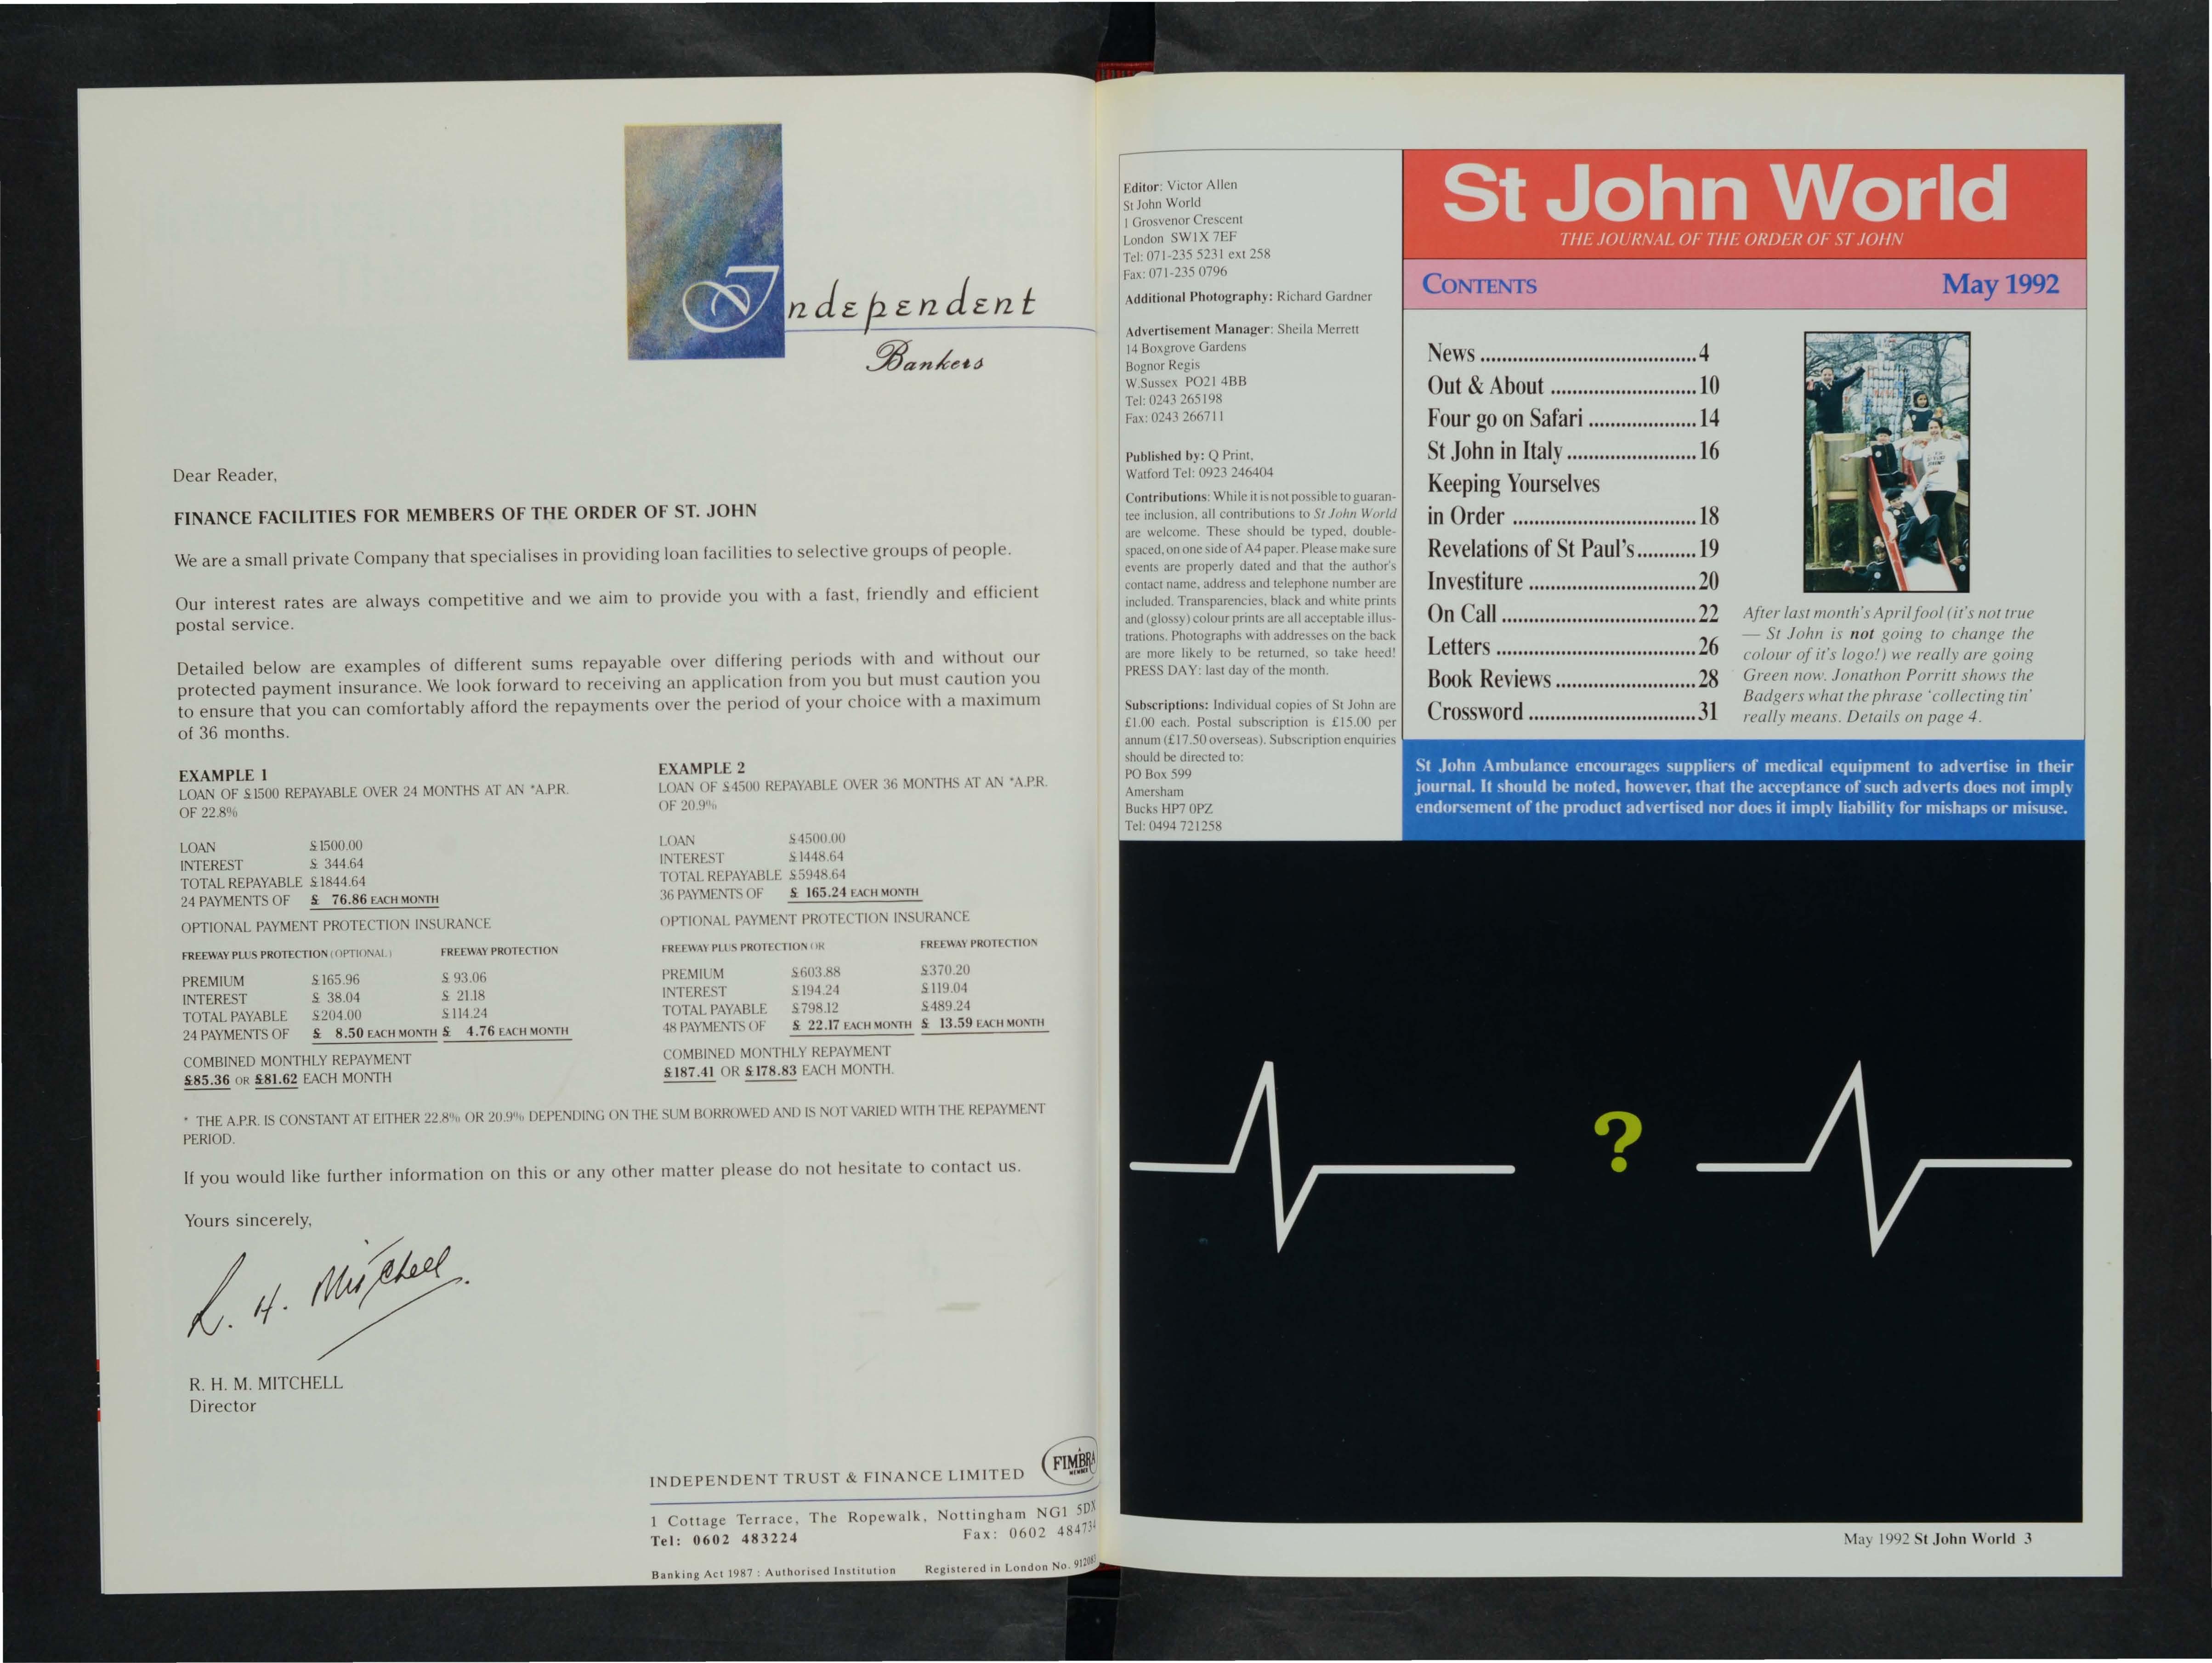 Independent
Bankers
Dear Reader,
FINANCE FACILITIES FOR MEMBERS OF THE ORDER OF ST. JOHN
We are a small private Company that specialises in providing loan facilities to selective groups of people.
Our interest rates are always competitive and we aim to provide you with a fast, friendly and efficient
postal service.
Detailed below are examples of different sums repayable over differing periods with and without our
protected payment insurance. We look forward to receiving an application from you but must caution you
to ensure that you can comfortably afford the repayments over the period of your choice with a maximum
of 36 months.
EXAMPLE 1
LOAN OF £1500 REPAYABLE OVER 24 MONTHS AT AN *A.P.R.
OF 22.8%
LOAN £1500.00
INTEREST £ 344.64
TOTAL REPAYABLE £1844.64
24 PAYMENTS OF £ 76.86 EACH MONTH
OPTIONAL PAYMENT PROTECTION INSURANCE
FREEWAY PLUS PROTECTION (OPTIONAL) FREEWAY PROTECTION
PREMIUM £165.96 £ 93.06
INTEREST £ 38.04 £ 21.18
TOTAL PAYABLE £204.00 £114.24
24 PAYMENTS OF £ 8.50 EACH MONTH £ 4.76 EACH MONTH
COMBINED MONTHLY REPAYMENT
£85.36 OR £81.62 EACH MONTH
EXAMPLE 2
LOAN OF £4500 REPAYABLE OVER 36 MONTHS AT AN *A.P.R.
OF 20.9%
LOAN £4500.00
INTEREST £1448.64
TOTAL REPAYABLE £5948.64
36 PAYMENTS OF £ 165.24 EACH MONTH
OPTIONAL PAYMENT PROTECTION INSURANCE
FREEWAY PLUS PROTECTION OR FREEWAY PROTECTION
PREMIUM £603.88 £370.20
INTEREST £194.24 £119.04
TOTAL PAYABLE £798.12 £489.24
48 PAYMENTS OF £ 22.17 EACH MONTH £ 13.59 EACH MONTH
COMBINED MONTHLY REPAYMENT
£187.41 OR £178.83 EACH MONTH.
* THE A.P.R. IS CONSTANT AT EITHER 22.8% OR 20.9% DEPENDING ON THE SUM BORROWED AND IS NOT VARIED WITH THE REPAYMENT
PERIOD.
If you would like further information on this or any other matter please do not hesitate to contact us.
Yours sincerely,
R. H. Mitchell
R. H. M. MITCHELL
Director
INDEPENDENT TRUST & FINANCE LIMITED
A FIMBRA
MEMBER
1 Cottage Terrace, The Ropewalk, Nottingham NG1 5DX
Tel: 0602 483224 Fax: 0602 484734
Banking Act 1987 : Authorised Institution Registered in London No.
Editor: Victor Allen
St John World
1 Grosvenor Crescent
London SW1X 7EF
Tel: 071-235 5231 ext 258
Fax: 071-235 0796
Additional Photography: Richard Gardner
Advertisement Manager: Sheila Merrett
14 Boxgrove Gardens
Bognor Regis
W.Sussex PO21 4BB
Tel: 0243 265198
Fax: 0243 266711
Published by: Q Print,
Watford Tel: 0923 246404
Contributions: While it is not possible to guaran-
tee inclusion, all contributions to St John World
are welcome. These should be typed, double-
spaced, on one side of A4 paper. Please make sure
events are properly dated and that the author's
contact name, address and telephone number are
included. Transparencies, black and white prints
and (glossy) colour prints are all acceptable illus-
trations. Photographs with addresses on the back
are more likely to be returned, so take heed!
PRESS DAY: last day of the month.
Subscriptions: Individual copies of St John are
£1.00 each. Postal subscription is £15.00 per
annum (£17.50 overseas). Subscription enquiries
should be directed to:
PO Box 599
Amersham
Bucks HP7 0PZ
Tel: 0494 721258
St John World
THE JOURNAL OF THE ORDER OF ST JOHN
CONTENTS May 1992
News ........................................ 4
Out & About ........................... 10
Four go on Safari .................... 14
St John in Italy ........................ 16
Keeping Yourselves
in Order .................................. 18
Revelations of St Paul's........... 19
Investiture ............................... 20
On Call .................................... 22
Letters ..................................... 26
Book Reviews .......................... 28
Crossword ............................... 31
After last month's April fool (it's not true
— St John is not going to change the
colour of it's logo!) we really are going
Green now. Jonathon Porritt shows the
Badgers what the phrase 'collecting tin'
really means. Details on page 4.
St John Ambulance encourages suppliers of medical equipment to advertise in their
journal. It should be noted, however, that the acceptance of such adverts does not imply
endorsement of the product advertised nor does it imply liability for mishaps or misuse.
?
May 1992 St John World 3